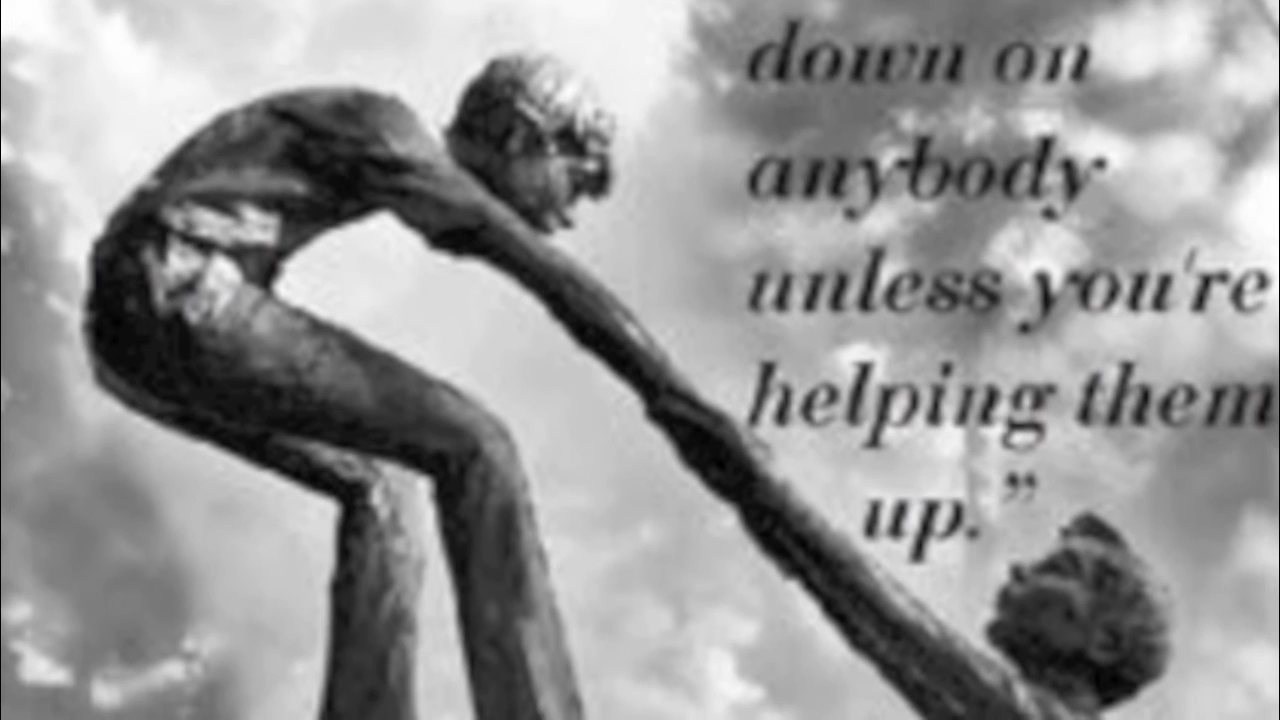 down on
anybody
unless you're
helping them
up.”